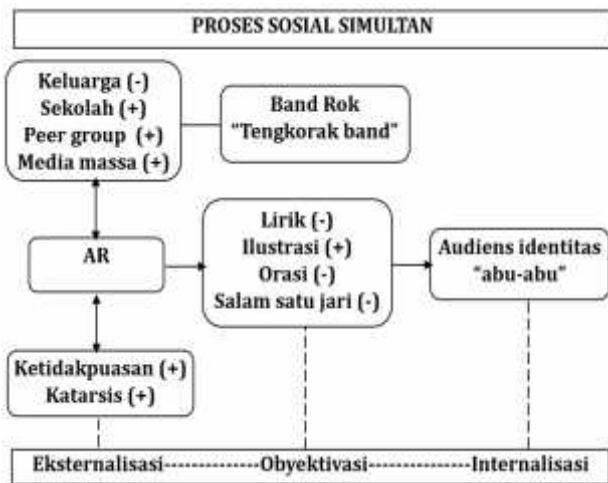 PROSES SOSIAL SIMULTAN
Keluarga (-)
Sekolah (+)
Peer group (+)
Media massa (+)
Band Rok
“Tengkorak band”
AR
Lirik (-)
Ilustrasi (+)
Orasi (-)
Salam satu jari (-)
Audiens identitas
“abu-abu”
Ketidakpuasan (+)
Katarsis (+)
Eksternalisasi-------------Obyektivasi-------------Internalisasi